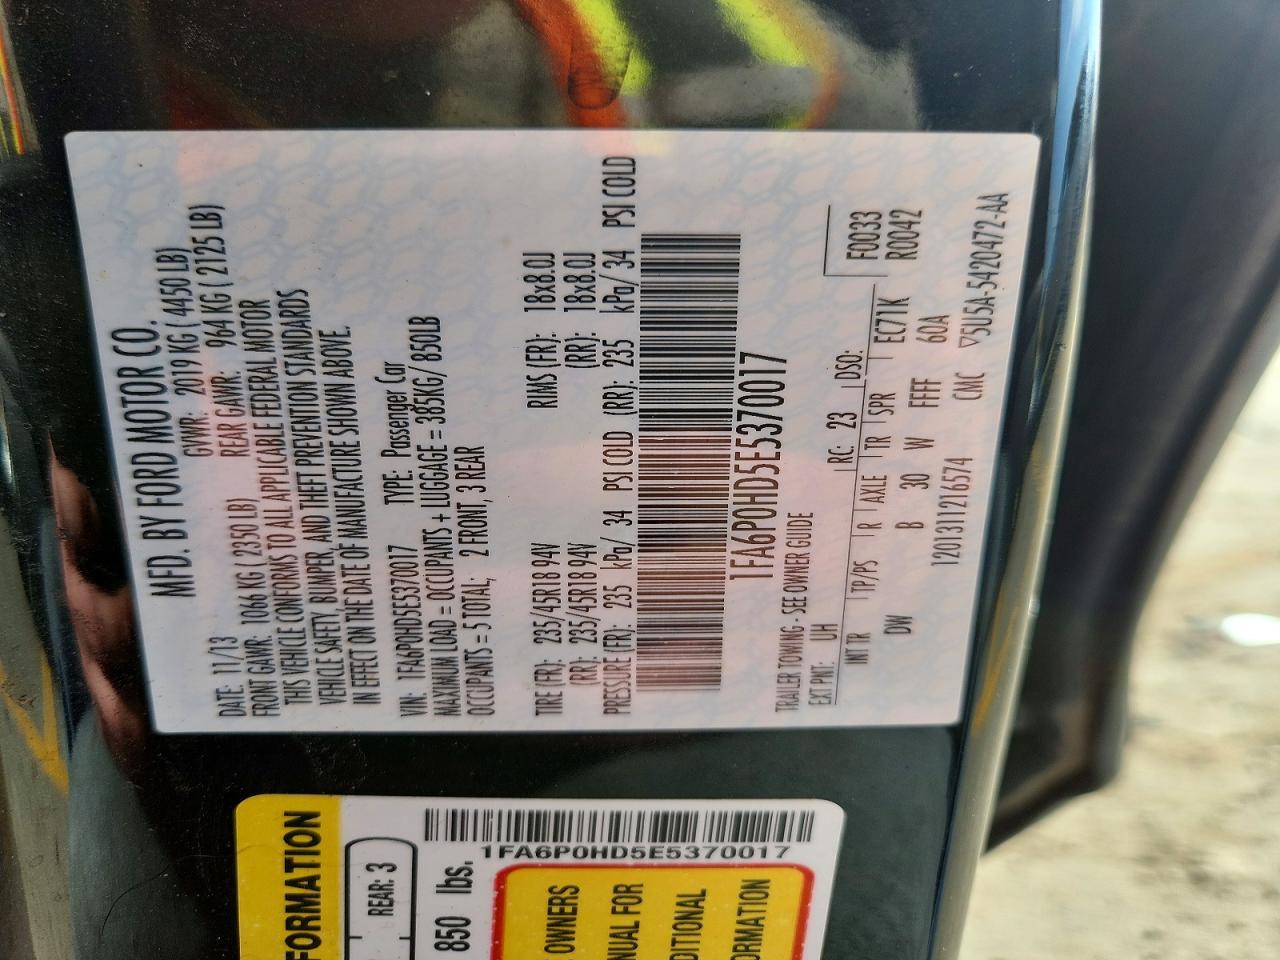 MFD. BY FORD MOTOR CO.
DATE: 11/13 GVWR: 2019 KG ( 4450 LB)
FRONT GAWR: 1066 KG ( 2350 LB) REAR GAWR: 964 KG ( 2125 LB)
THIS VEHICLE CONFORMS TO ALL APPLICABLE FEDERAL MOTOR
VEHICLE SAFETY, BUMPER, AND THEFT PREVENTION STANDARDS
IN EFFECT ON THE DATE OF MANUFACTURE SHOWN ABOVE.
VIN: 1FA6P0HD5E5370017 TYPE: Passenger Car
MAXIMUM LOAD = OCCUPANTS + LUGGAGE = 385KG/ 850LB
OCCUPANTS = 5 TOTAL; 2 FRONT, 3 REAR
TIRE (FR): 235/45R18 94V RIMS (FR): 18x8.0J
(RR): 235/45R18 94V (RR): 18x8.0J
PRESSURE (FR): 235 kPa/ 34 PSI COLD (RR): 235 kPa/ 34 PSI COLD
1FA6P0HD5E5370017
TRAILER TOWING - SEE OWNER GUIDE
EXT PNT: UH RC: 23 DSO: F0033
INT TR TP/PS R AXLE TR SPR EC71K R0042
DW B 30 W FFFF 60A
12013111216574 CMC ▽5U5A-5420472-AA
FORMATION
REAR: 3
1FA6P0HD5E5370017
850 lbs.
OWNERS
NUAL FOR
DITIONAL
ORMATION